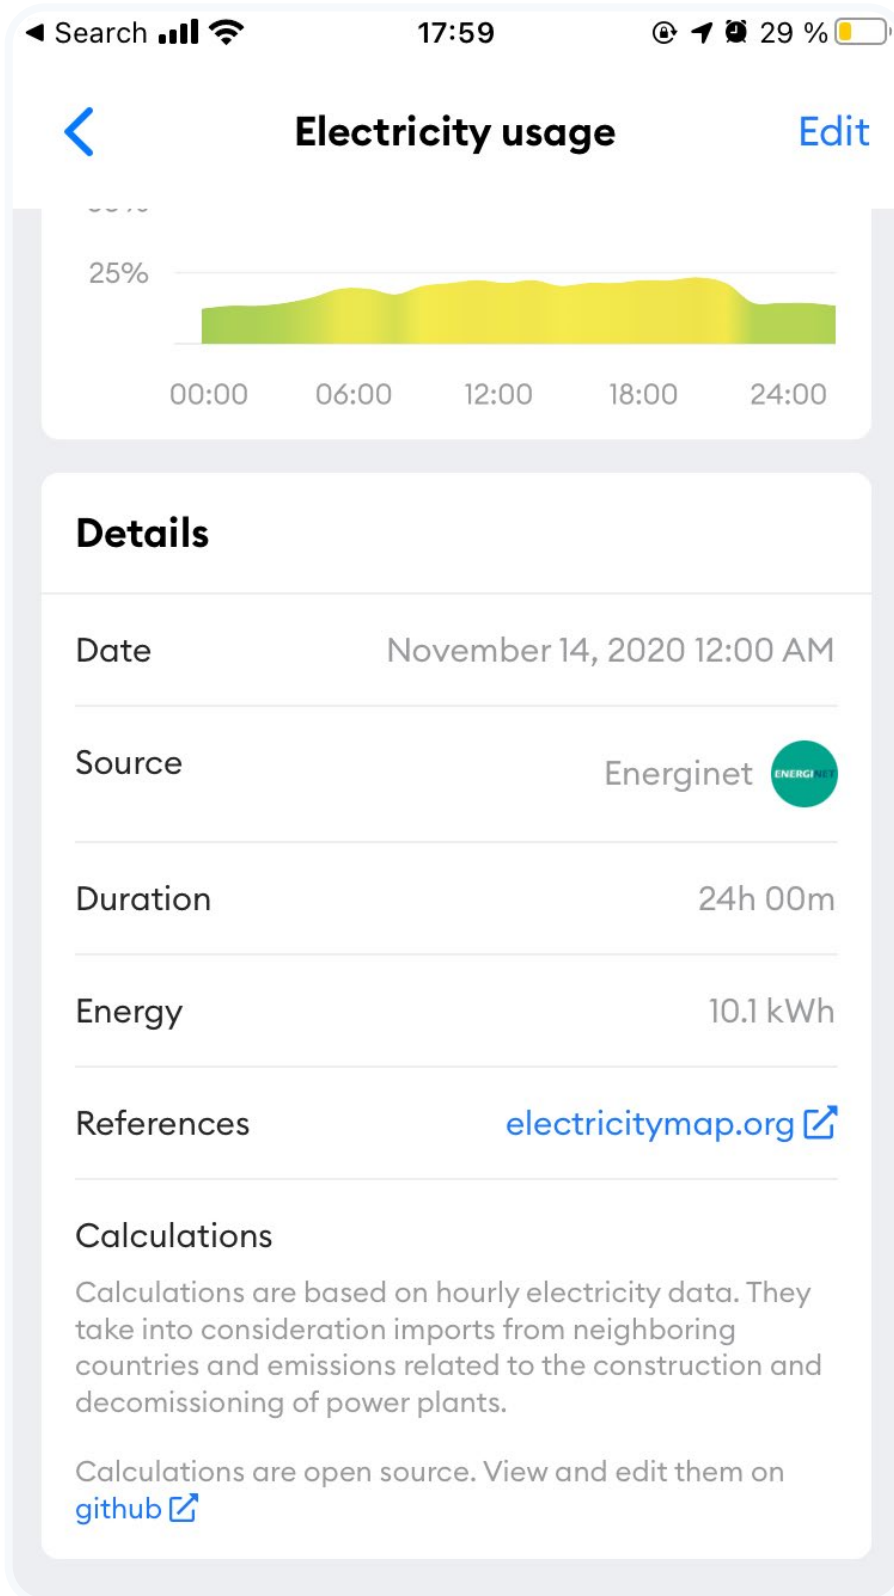 Search
17:59
29 %
Electricity usage
Edit
25%
00:00 06:00 12:00 18:00 24:00
Details
Date November 14, 2020 12:00 AM
Source Energinet ENERGINET
Duration 24h 00m
Energy 10.1 kWh
References electricitymap.org
Calculations
Calculations are based on hourly electricity data. They
take into consideration imports from neighboring
countries and emissions related to the construction and
decomissioning of power plants.
Calculations are open source. View and edit them on
github